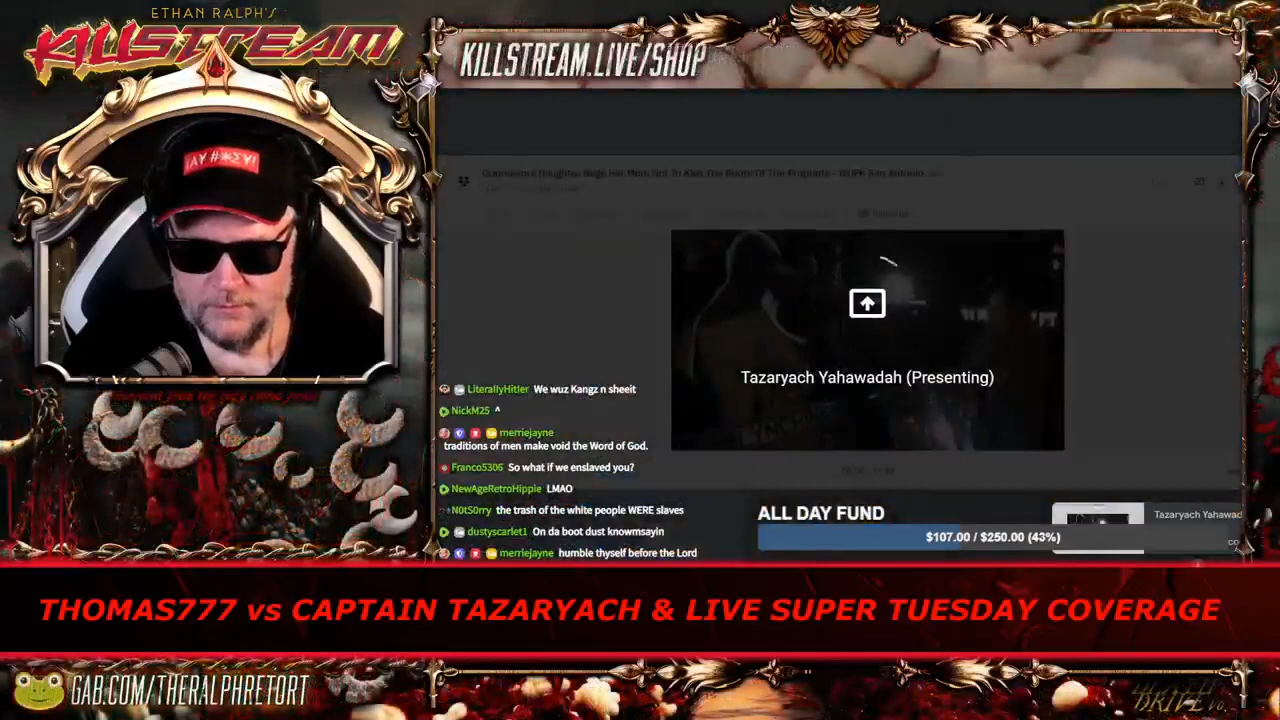 ETHAN RALPH'S
KILLSTREAM
KILLSTREAM.LIVE/SHOP
Tazaryach Yahawadah (Presenting)
LiterallyHitler We wuz Kangz n sheeit
NickM25 ^
merriejayne
traditions of men make void the Word of God.
Franco5306 So what if we enslaved you?
NewAgeRetroHippie LMAO
N0tS0rry the trash of the white people WERE slaves
dustyscarlet1 On da boot dust knowmsayin
merriejayne humble thyself before the Lord
ALL DAY FUND
$107.00 / $250.00 (43%)
Tazaryach Yahawad
THOMAS777 vs CAPTAIN TAZARYACH & LIVE SUPER TUESDAY COVERAGE
GAB.COM/THERALPHRETORT